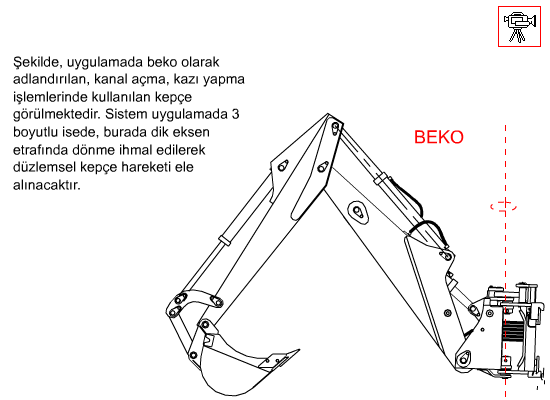 Şekilde, uygulamada beko olarak
adlandırılan, kanal açma, kazı yapma
işlemlerinde kullanılan kepçe
görülmektedir. Sistem uygulamada 3
boyutlu isede, burada dik eksen
etrafında dönme ihmal edilerek
düzlemsel kepçe hareketi ele
alınacaktır.
BEKO